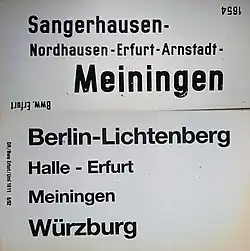 1654
Sangerhausen-
Nordhausen-Erfurt-Arnstadt-
Meiningen
Bww. Erfurt
Berlin-Lichtenberg
Halle - Erfurt
Meiningen
Würzburg